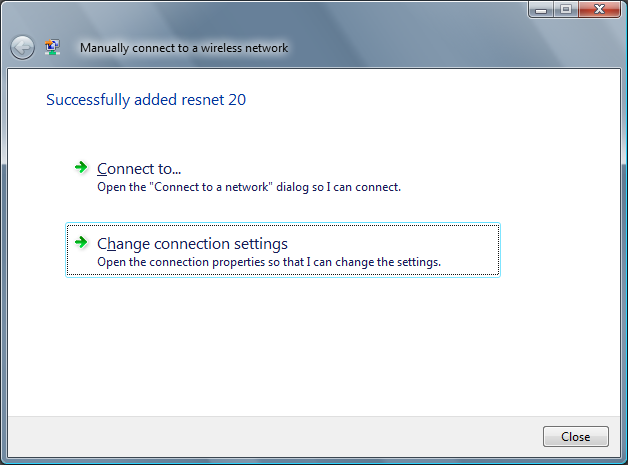 Manually connect to a wireless network
Successfully added resnet 20
Connect to...
Open the "Connect to a network" dialog so I can connect.
Change connection settings
Open the connection properties so that I can change the settings.
Close